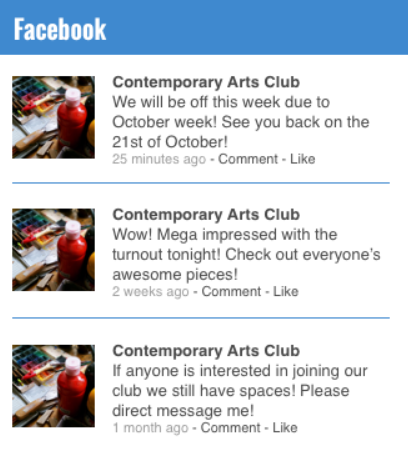 Facebook
Contemporary Arts Club
We will be off this week due to
October week! See you back on the
21st of October!
25 minutes ago - Comment - Like
Contemporary Arts Club
Wow! Mega impressed with the
turnout tonight! Check out everyone's
awesome pieces!
2 weeks ago - Comment - Like
Contemporary Arts Club
If anyone is interested in joining our
club we still have spaces! Please
direct message me!
1 month ago - Comment - Like